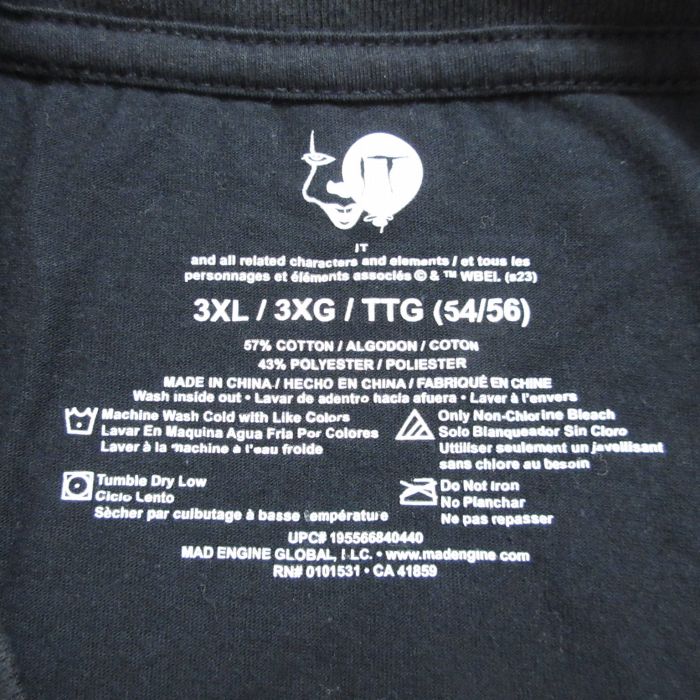 IT
IT
and all related characters and elements / et tous les
personnages et éléments associés © & ™ WBEI. (s23)
3XL / 3XG / TTG (54/56)
57% COTTON / ALGODON / COTON
43% POLYESTER / POLIESTER
MADE IN CHINA / HECHO EN CHINA / FABRIQUÉ EN CHINE
Wash inside out • Lavar de adentro hacia afuera • Laver à l'envers
Machine Wash Cold with Like Colors
Lavar En Maquina Agua Fria Por Colores
Laver à la machine à l'eau froide
Only Non-Chlorine Bleach
Solo Blanqueador Sin Cloro
Utiliser seulement un javellisant
sans chlore au besoin
Tumble Dry Low
Ciclo Lento
Sècher par culbutage à basse température
Do Not Iron
No Planchar
Ne pas repasser
UPC# 195566840440
MAD ENGINE GLOBAL, LLC. • www.madengine.com
RN# 0101531 • CA 41859